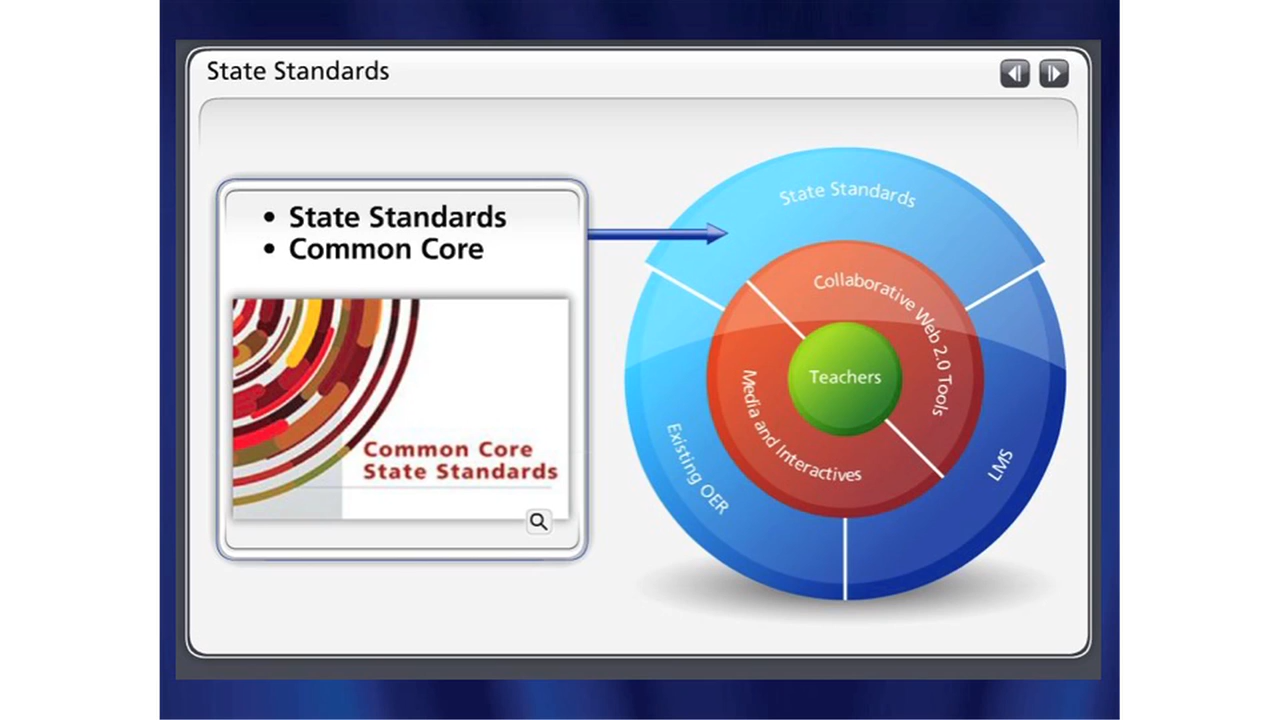 State Standards
• State Standards
• Common Core
Common Core
State Standards
State Standards
Collaborative Web 2.0 Tools
Teachers
Media and Interactives
Existing OER
LMS